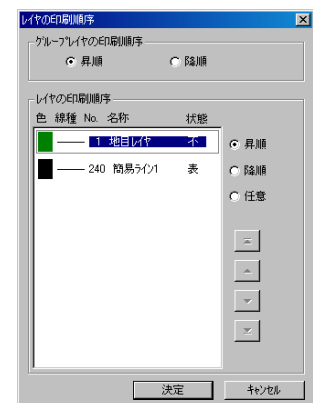 レイヤの印刷順序
グループレイヤの印刷順序
昇順 降順
レイヤの印刷順序
色 線種 No. 名称 状態
1 地目レイヤ 不
240 簡易ライン1 表
昇順
降順
任意
決定 キャンセル